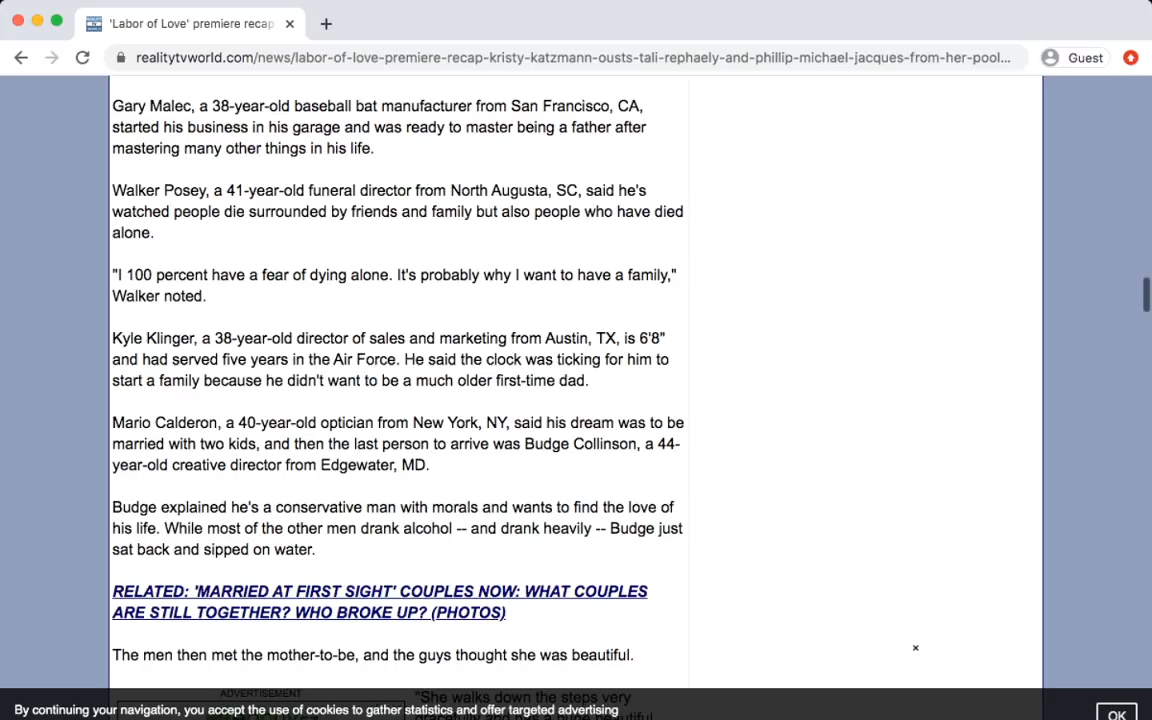 'Labor of Love' premiere recap
realitytvworld.com/news/labor-of-love-premiere-recap-kristy-katzmann-ousts-tali-rephaely-and-phillip-michael-jacques-from-her-pool...
Guest
Gary Malec, a 38-year-old baseball bat manufacturer from San Francisco, CA,
started his business in his garage and was ready to master being a father after
mastering many other things in his life.
Walker Posey, a 41-year-old funeral director from North Augusta, SC, said he's
watched people die surrounded by friends and family but also people who have died
alone.
"I 100 percent have a fear of dying alone. It's probably why I want to have a family,"
Walker noted.
Kyle Klinger, a 38-year-old director of sales and marketing from Austin, TX, is 6'8"
and had served five years in the Air Force. He said the clock was ticking for him to
start a family because he didn't want to be a much older first-time dad.
Mario Calderon, a 40-year-old optician from New York, NY, said his dream was to be
married with two kids, and then the last person to arrive was Budge Collinson, a 44-
year-old creative director from Edgewater, MD.
Budge explained he's a conservative man with morals and wants to find the love of
his life. While most of the other men drank alcohol -- and drank heavily -- Budge just
sat back and sipped on water.
RELATED: 'MARRIED AT FIRST SIGHT' COUPLES NOW: WHAT COUPLES
ARE STILL TOGETHER? WHO BROKE UP? (PHOTOS)
The men then met the mother-to-be, and the guys thought she was beautiful.
ADVERTISEMENT
"She walks down the steps very
By continuing your navigation, you accept the use of cookies to gather statistics and offer targeted advertising
OK